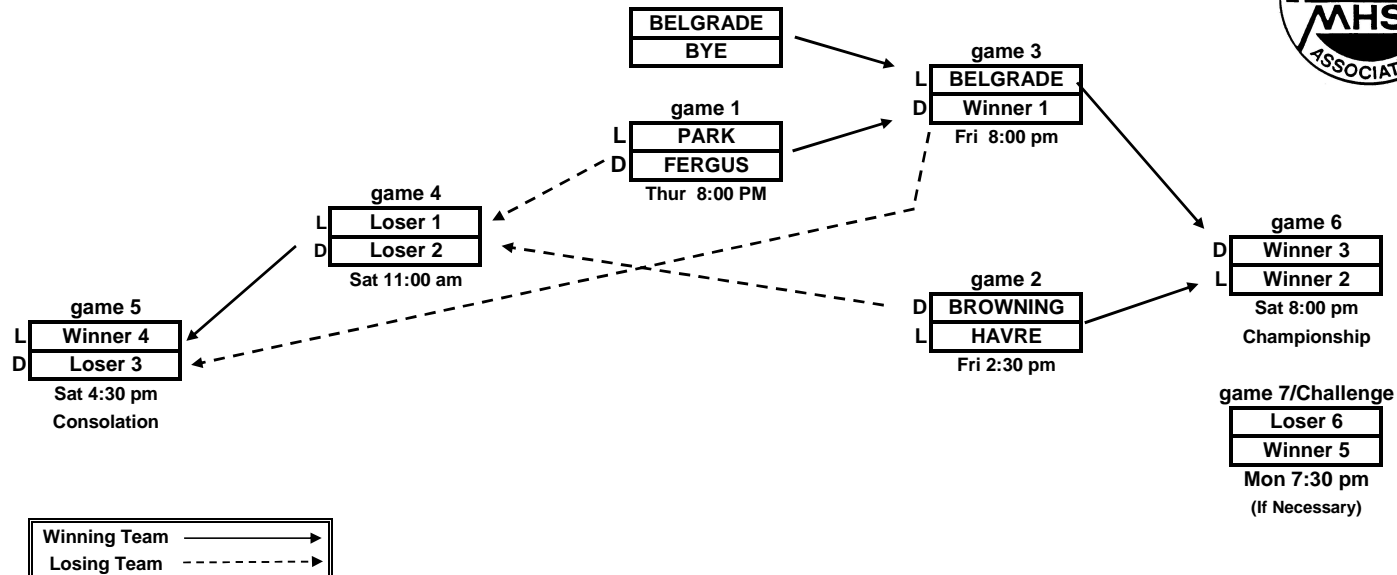 BELGRADE
BYE
MHS
ASSOCIAT
game 3
L BELGRADE
D Winner 1
Fri 8:00 pm
game 1
L PARK
D FERGUS
Thur 8:00 PM
game 4
L Loser 1
D Loser 2
Sat 11:00 am
game 6
D Winner 3
L Winner 2
Sat 8:00 pm
Championship
game 2
D BROWNING
L HAVRE
Fri 2:30 pm
game 5
L Winner 4
D Loser 3
Sat 4:30 pm
Consolation
game 7/Challenge
Loser 6
Winner 5
Mon 7:30 pm
(If Necessary)
Winning Team
Losing Team